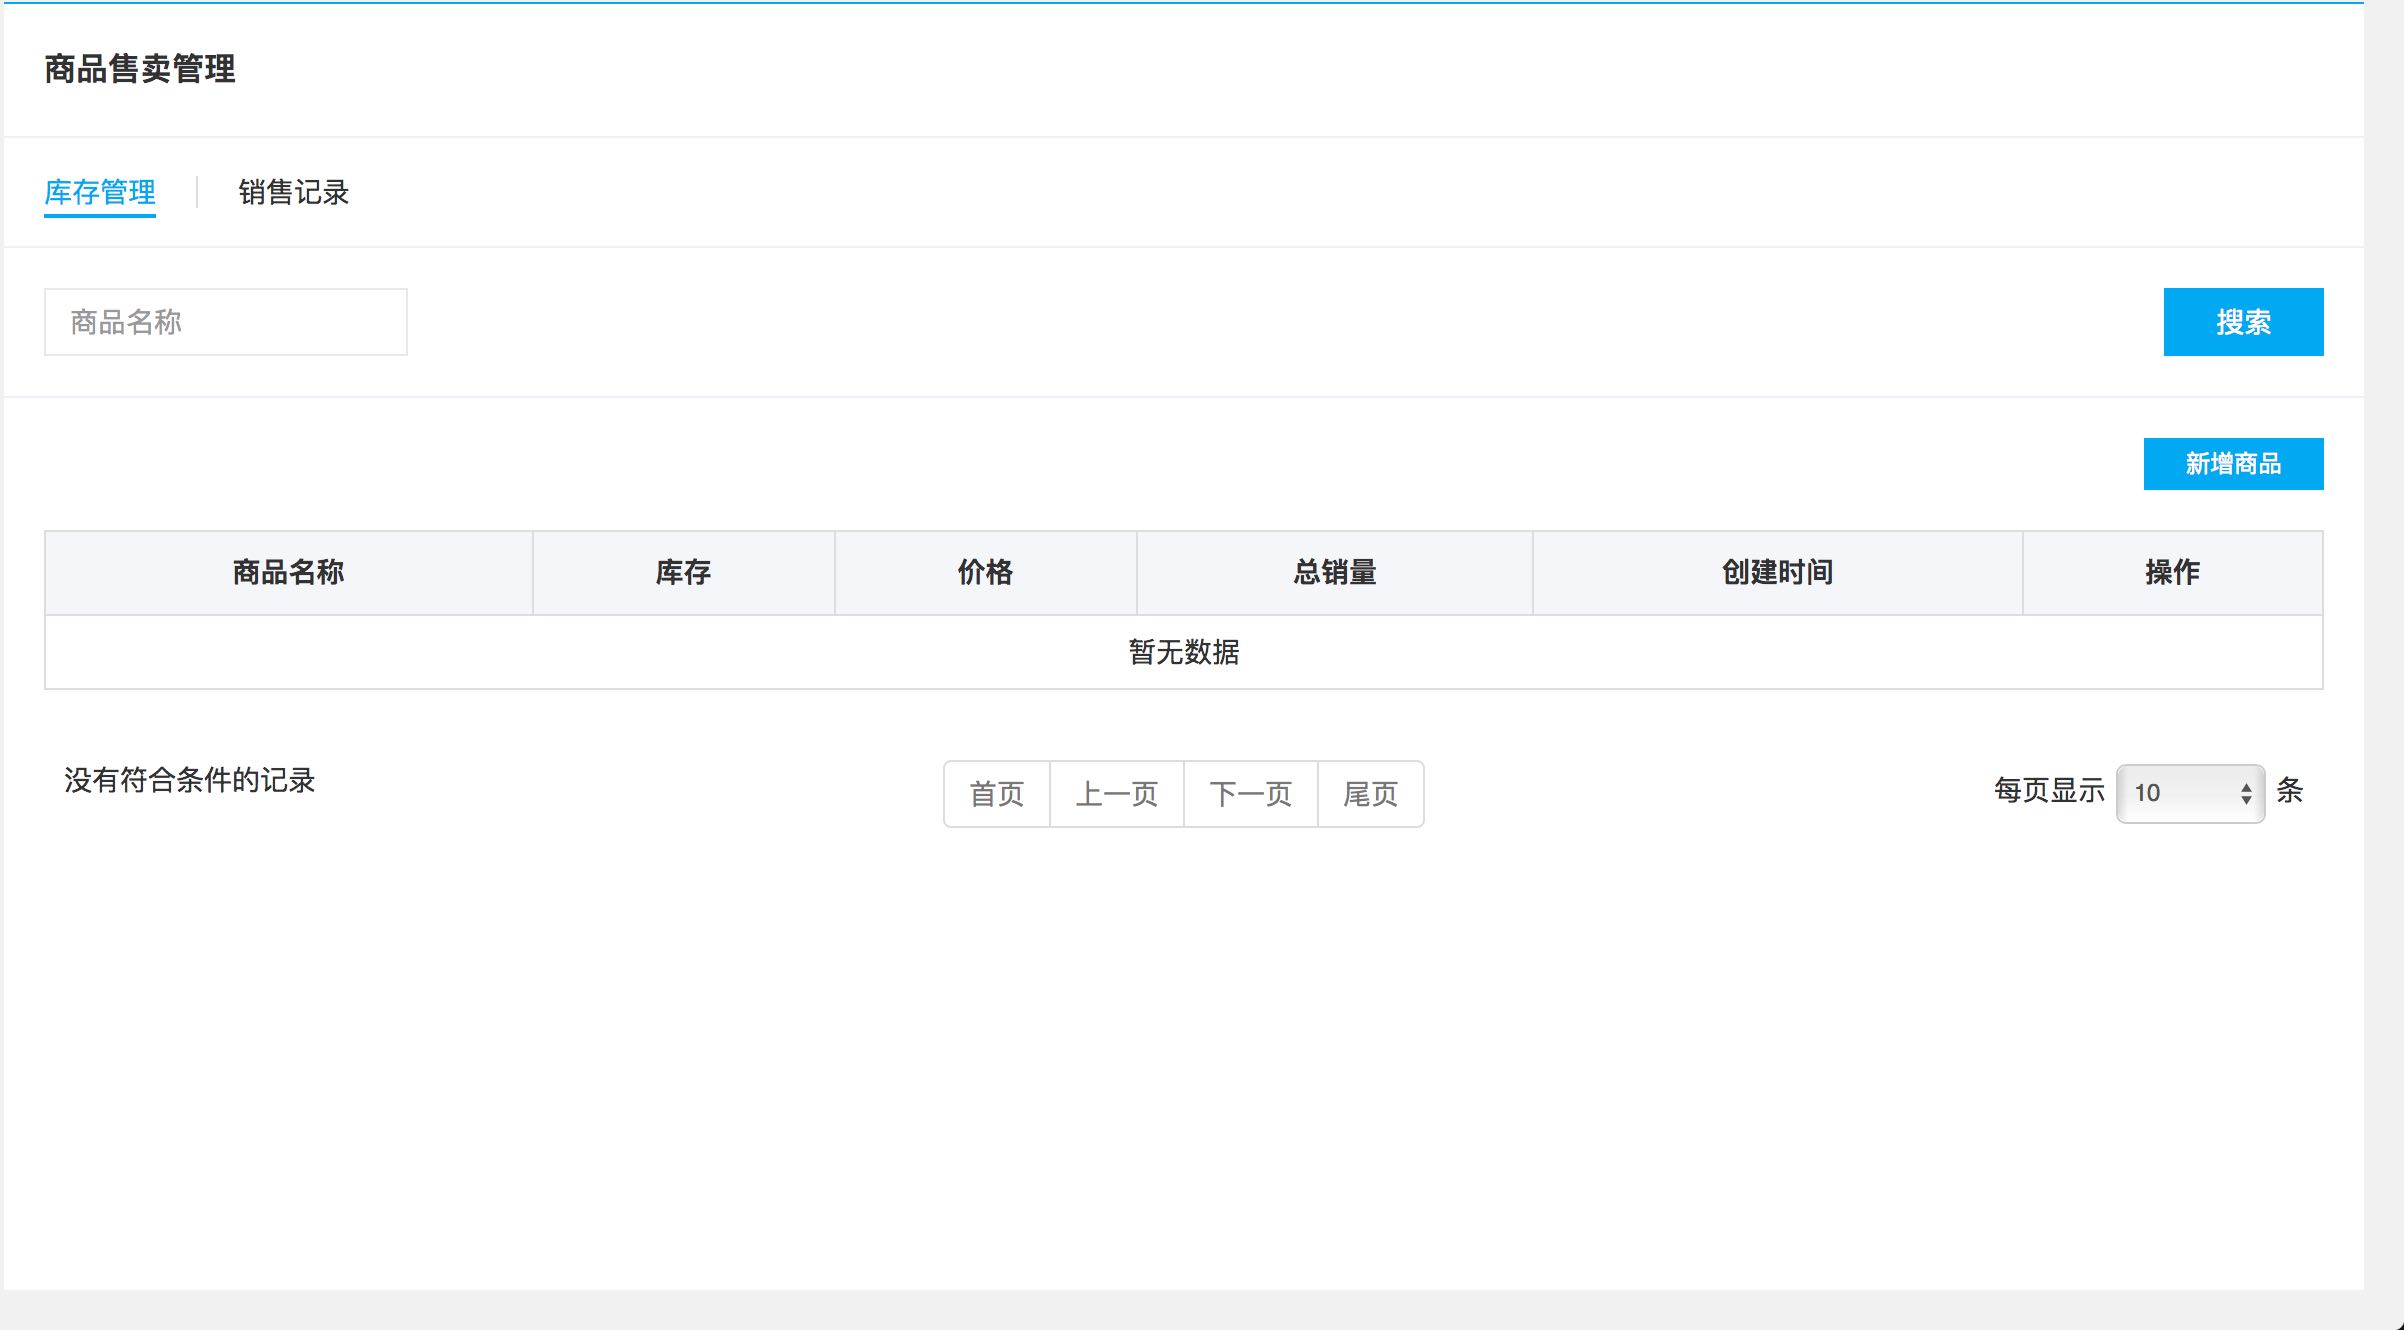 商品售卖管理
库存管理 销售记录
商品名称 搜索
新增商品
商品名称 库存 价格 总销量 创建时间 操作
暂无数据
没有符合条件的记录 首页 上一页 下一页 尾页 每页显示 10 条